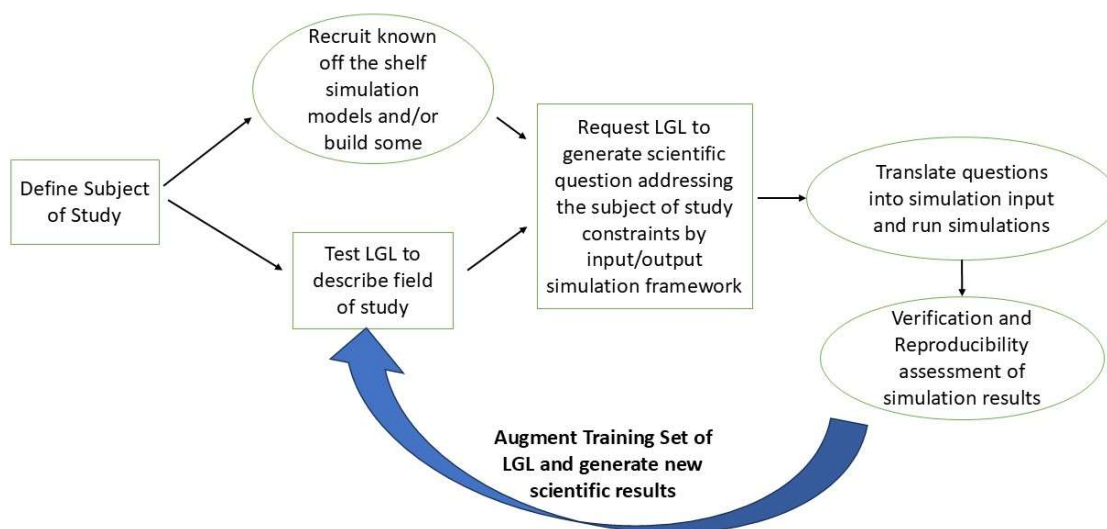 Recruit known
off the shelf
simulation
models and/or
build some
Define Subject
of Study
Test LGL to
describe field
of study
Request LGL to
generate scientific
question addressing
the subject of study
constraints by
input/output
simulation framework
Translate questions
into simulation input
and run simulations
Verification and
Reproducibility
assessment of
simulation results
Augment Training Set of
LGL and generate new
scientific results